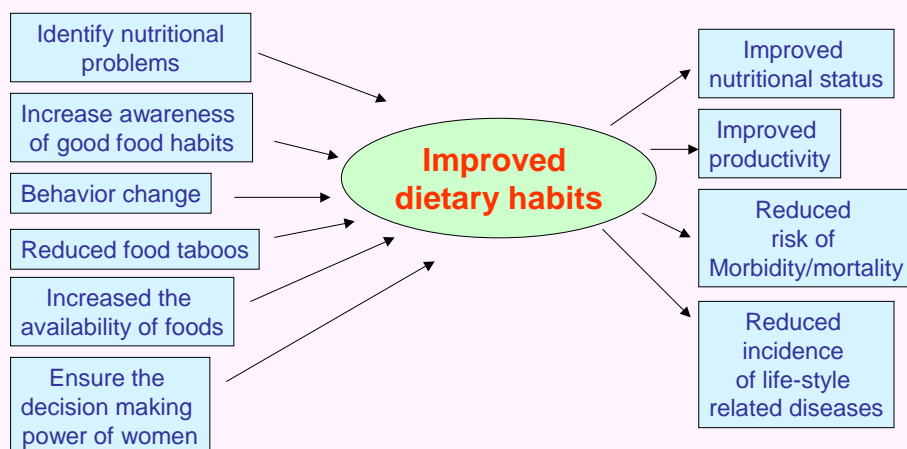 Identify nutritional
problems
Increase awareness
of good food habits
Behavior change
Reduced food taboos
Increased the
availability of foods
Ensure the
decision making
power of women
Improved
dietary habits
Improved
nutritional status
Improved
productivity
Reduced
risk of
Morbidity/mortality
Reduced
incidence
of life-style
related diseases